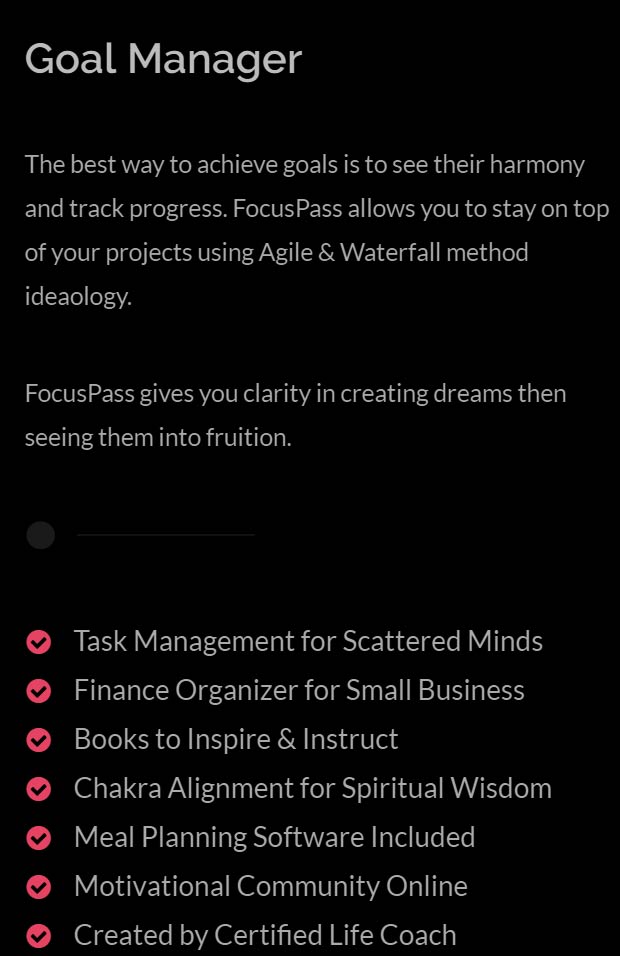 Goal Manager
The best way to achieve goals is to see their harmony
and track progress. FocusPass allows you to stay on top
of your projects using Agile & Waterfall method
ideaology.
FocusPass gives you clarity in creating dreams then
seeing them into fruition.
Task Management for Scattered Minds
Finance Organizer for Small Business
Books to Inspire & Instruct
Chakra Alignment for Spiritual Wisdom
Meal Planning Software Included
Motivational Community Online
Created by Certified Life Coach